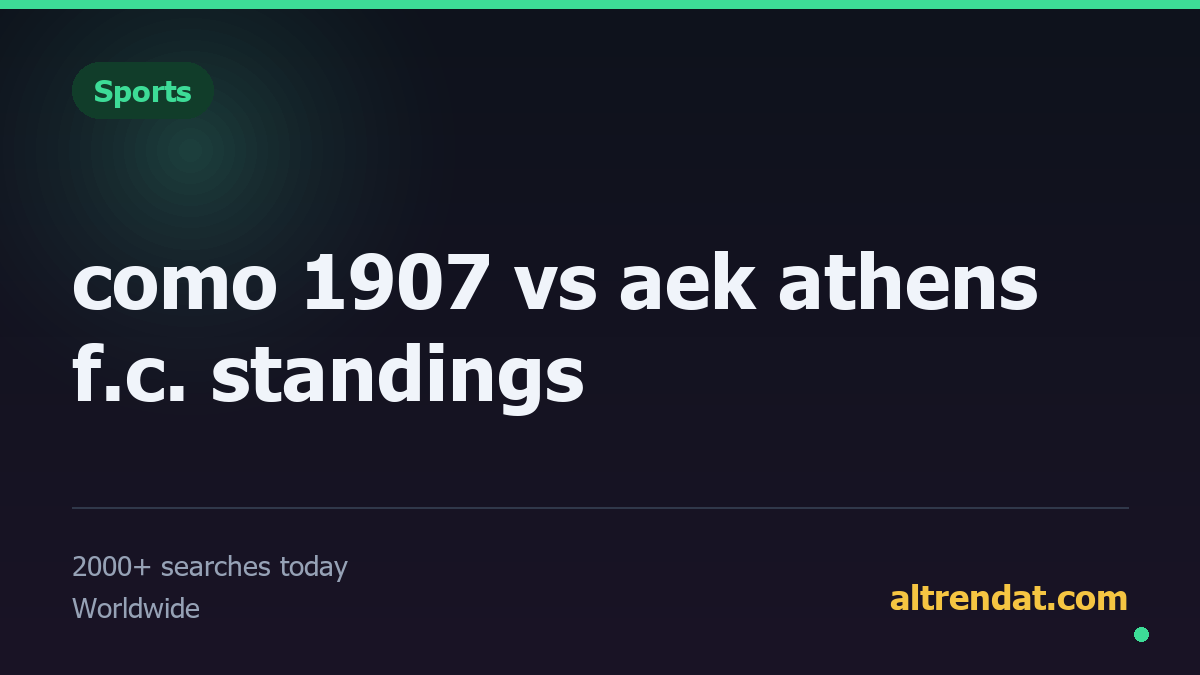 Sports
como 1907 vs aek athens
f.c. standings
2000+ searches today
Worldwide
altrendat.com